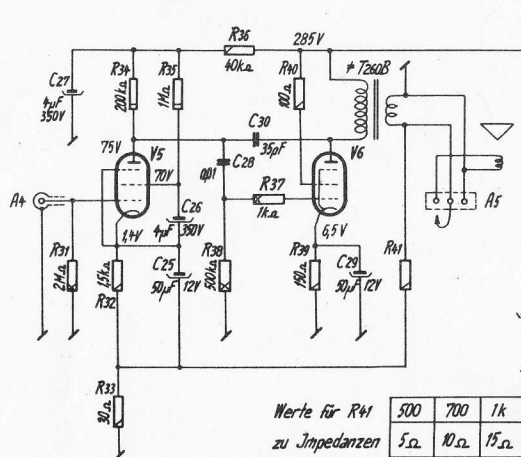 R36
285V
40kΩ
R34
R35
R40
≠ T260B
C27
200kΩ
1MΩ
100Ω
4µF
350V
C30
75V
V5
35pF
V6
C28
0,01
70V
R37
A4
C26
1kΩ
A5
4µF 350V
1,4V
6,5V
R31
C25
R38
R39
C29
R41
2MΩ
1,5kΩ
50µF 12V
500kΩ
150Ω
50µF 12V
R32
R33
30Ω
Werte für R41 500 700 1k
zu Impedanzen 5Ω 10Ω 15Ω